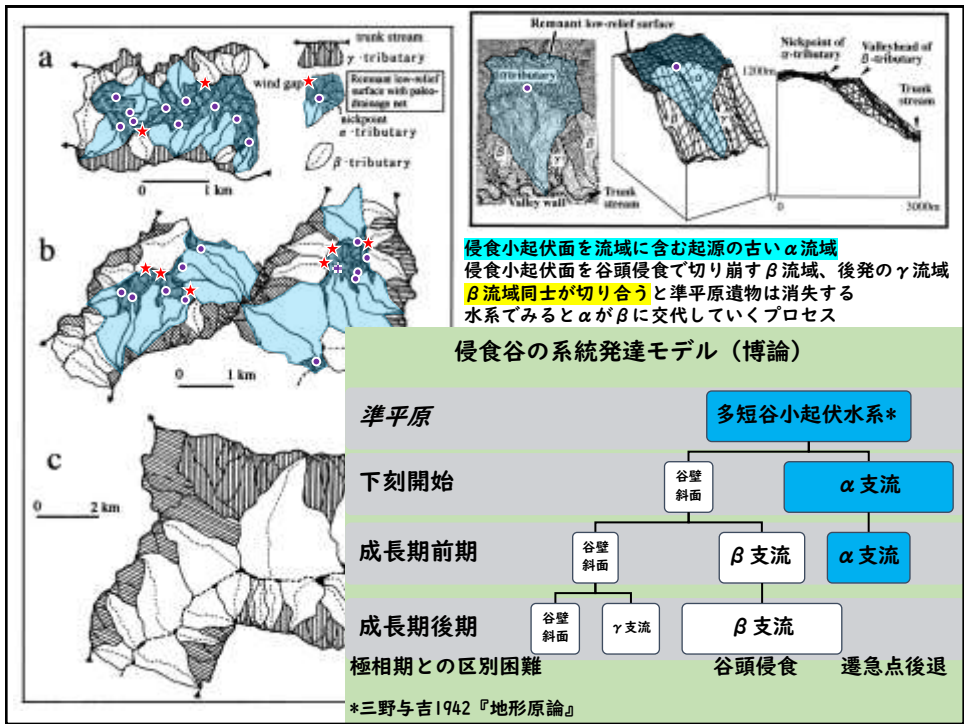 a
trunk stream
γ-tributary
wind gap
Remnant low-relief
surface with paleo-
drainage net
nickpoint
α-tributary
β-tributary
0 1 km
b
0 1 km
c
0 2 km
Remnant low-relief surface
α-tributary
β
γ
β
Valley wall
Trunk
stream
α
β
γ
1200m
Nickpoint of
α-tributary
Valleyhead of
β-tributary
Trunk
stream
0
0
3000m
侵食小起伏面を流域に含む起源の古いα流域
侵食小起伏面を谷頭侵食で切り崩すβ流域、後発のγ流域
β流域同士が切り合うと準平原遺物は消失する
水系でみるとαがβに交代していくプロセス
侵食谷の系統発達モデル（博論）
準平原
多短谷小起伏水系*
下刻開始
谷壁
斜面
α支流
成長期前期
谷壁
斜面
β支流
α支流
成長期後期
谷壁
斜面
γ支流
β支流
極相期との区別困難
谷頭侵食
遷急点後退
*三野与吉1942『地形原論』